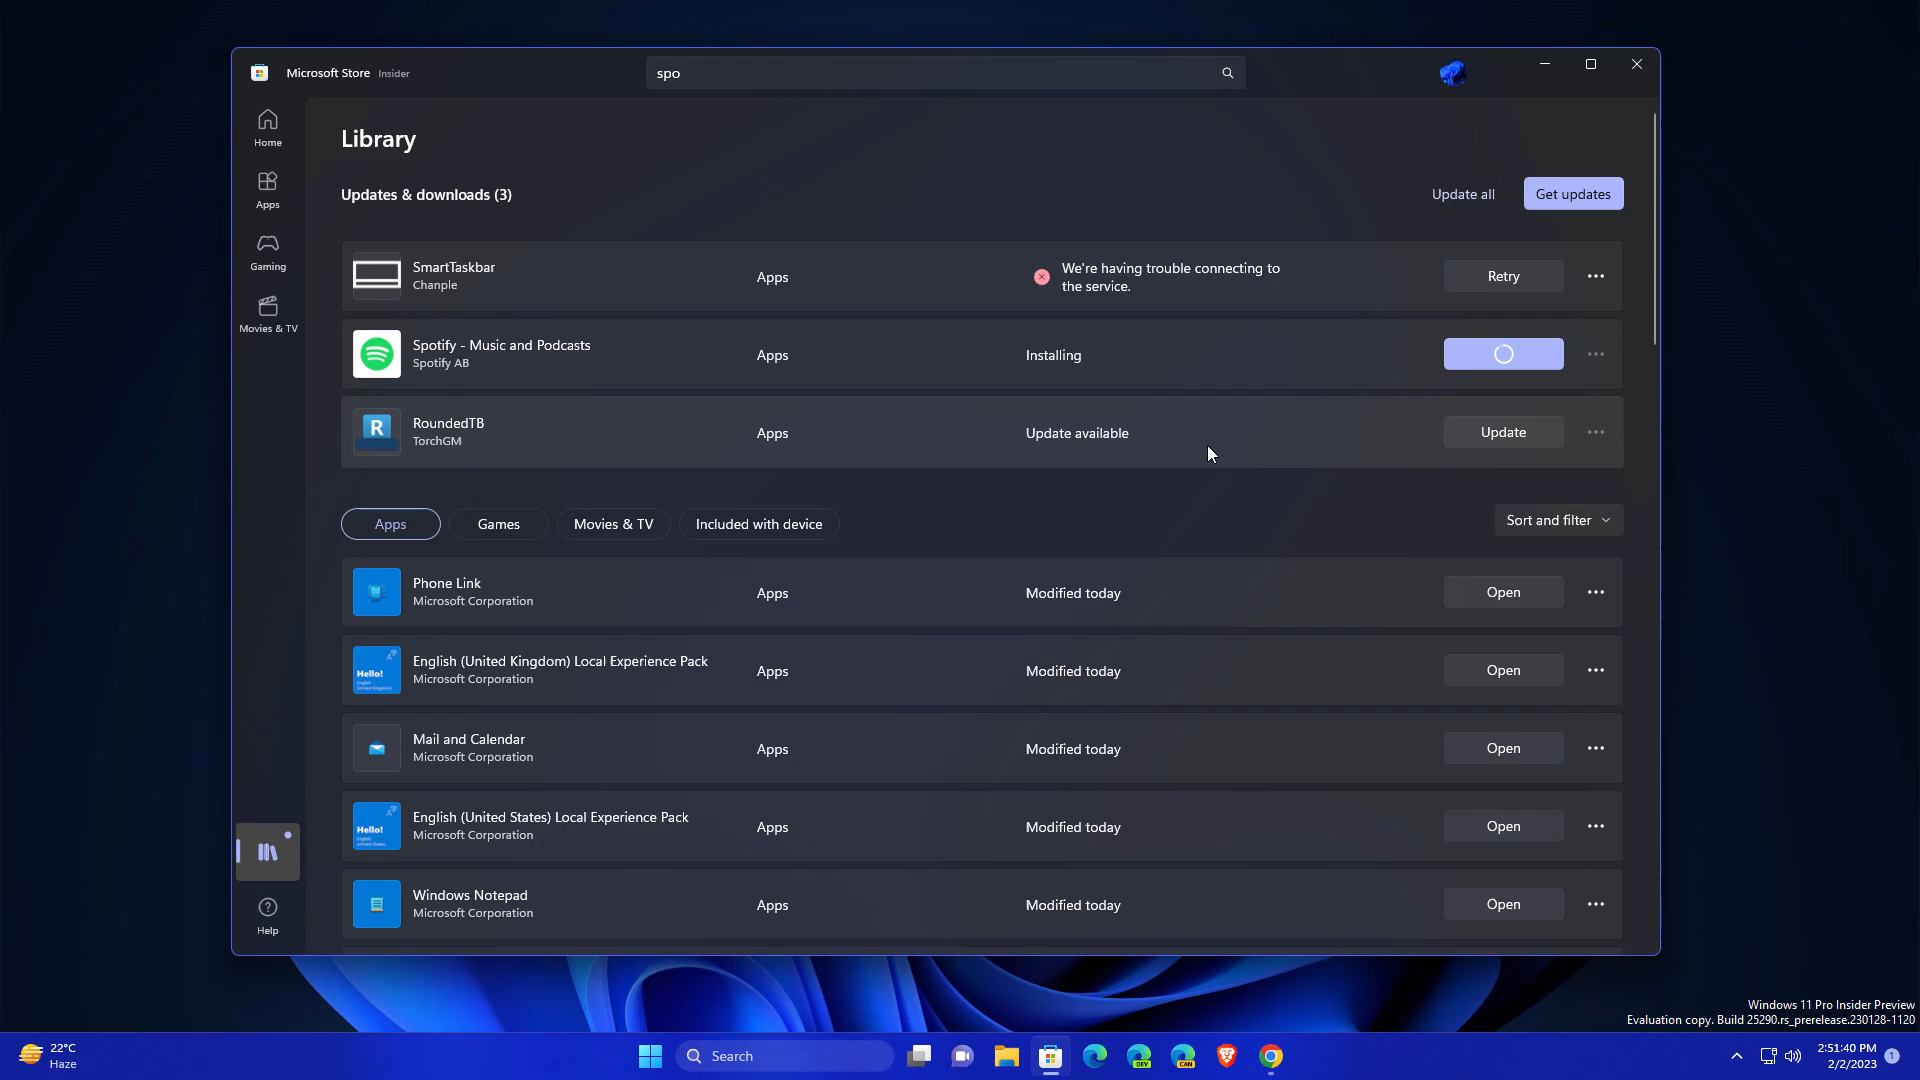 Microsoft Store Insider
spo
Home
Apps
Gaming
Movies & TV
Help
Library
Updates & downloads (3)
Update all
Get updates
SmartTaskbar
Chanple
Apps
We're having trouble connecting to
the service.
Retry
Spotify - Music and Podcasts
Spotify AB
Apps
Installing
R
RoundedTB
TorchGM
Apps
Update available
Update
Apps
Games
Movies & TV
Included with device
Sort and filter
Phone Link
Microsoft Corporation
Apps
Modified today
Open
Hello!
English (United Kingdom) Local Experience Pack
Microsoft Corporation
Apps
Modified today
Open
Mail and Calendar
Microsoft Corporation
Apps
Modified today
Open
Hello!
English (United States) Local Experience Pack
Microsoft Corporation
Apps
Modified today
Open
Windows Notepad
Microsoft Corporation
Apps
Modified today
Open
Windows 11 Pro Insider Preview
Evaluation copy. Build 25290.rs_prerelease.230128-1120
22°C
Haze
Search
DEV
CAN
2:51:40 PM
2/2/2023
1